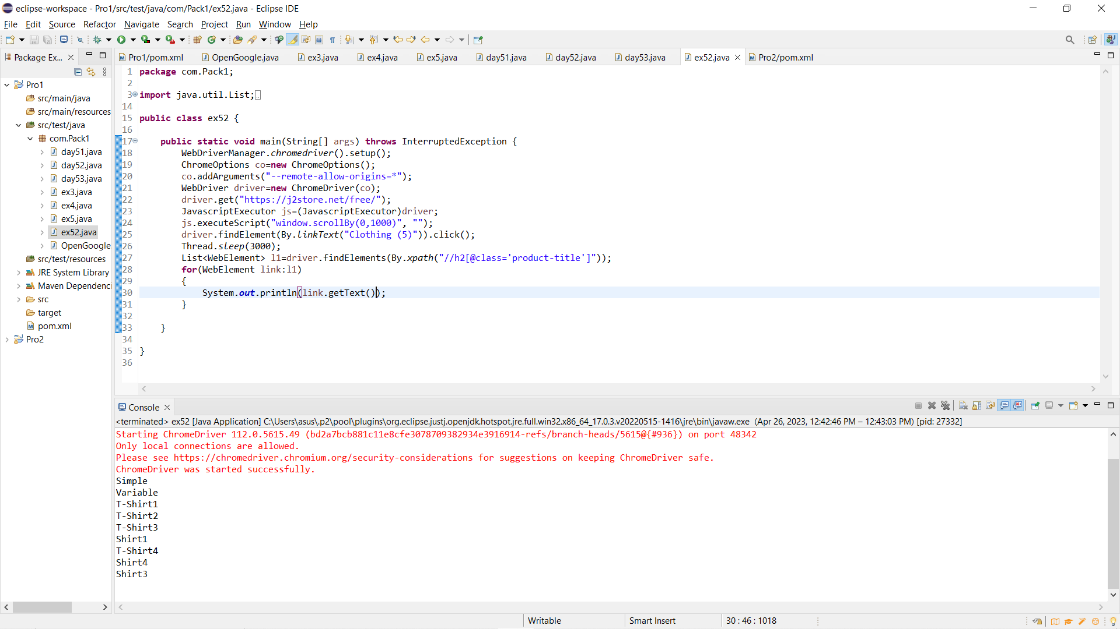 eclipse-workspace - Pro1/src/test/java/com/Pack1/ex52.java - Eclipse IDE
File Edit Source Refactor Navigate Search Project Run Window Help
Package Ex...
Pro1/pom.xml OpenGoogle.java ex3.java ex4.java ex5.java day51.java day52.java day53.java ex52.java Pro2/pom.xml
Pro1
src/main/java
src/main/resources
src/test/java
com.Pack1
day51.java
day52.java
day53.java
ex3.java
ex4.java
ex5.java
ex52.java
OpenGoogle
src/test/resources
JRE System Library
Maven Dependenc
src
target
pom.xml
Pro2
1 package com.Pack1;
2
3 import java.util.List;
14
15 public class ex52 {
16
17 public static void main(String[] args) throws InterruptedException {
18 WebDriverManager.chromedriver().setup();
19 ChromeOptions co=new ChromeOptions();
20 co.addArguments("--remote-allow-origins=*");
21 WebDriver driver=new ChromeDriver(co);
22 driver.get("https://j2store.net/free/");
23 JavascriptExecutor js=(JavascriptExecutor)driver;
24 js.executeScript("window.scrollBy(0,1000)", "");
25 driver.findElement(By.linkText("Clothing (5)")).click();
26 Thread.sleep(3000);
27 List<WebElement> l1=driver.findElements(By.xpath("//h2[@class='product-title']"));
28 for(WebElement link:l1)
29 {
30 System.out.println(link.getText());
31 }
32
33 }
34
35 }
36
Console
<terminated> ex52 [Java Application] C:\Users\asus\.p2\pool\plugins\org.eclipse.justj.openjdk.hotspot.jre.full.win32.x86_64_17.0.3.v20220515-1416\jre\bin\javaw.exe (Apr 26, 2023, 12:42:46 PM – 12:43:03 PM) [pid: 27332]
Starting ChromeDriver 112.0.5615.49 (bd2a7bcb881c11e8cfe3078709382934e3916914-refs/branch-heads/5615@{#936}) on port 48342
Only local connections are allowed.
Please see https://chromedriver.chromium.org/security-considerations for suggestions on keeping ChromeDriver safe.
ChromeDriver was started successfully.
Simple
Variable
T-Shirt1
T-Shirt2
T-Shirt3
Shirt1
T-Shirt4
Shirt4
Shirt3
Writable Smart Insert 30 : 46 : 1018